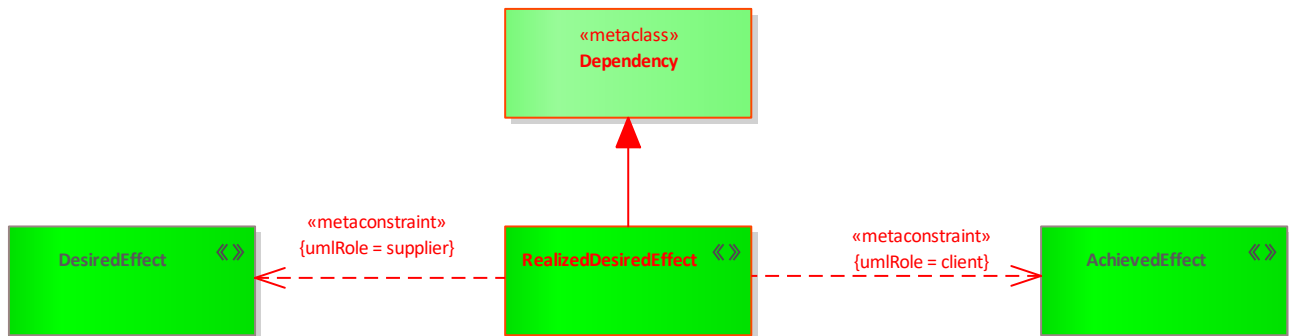 «metaclass»
Dependency
«metaconstraint»
{umlRole = supplier}
«metaconstraint»
{umlRole = client}
DesiredEffect «»
RealizedDesiredEffect «»
AchievedEffect «»